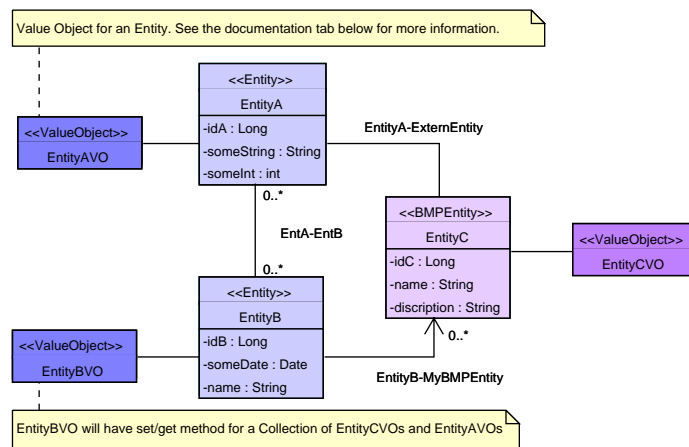 Value Object for an Entity. See the documentation tab below for more information.
<<Entity>>
EntityA
-idA : Long
-someString : String
-someInt : int
<<ValueObject>>
EntityAVO
EntityA-ExternEntity
0..*
EntA-EntB
0..*
<<BMPEntity>>
EntityC
-idC : Long
-name : String
-discription : String
<<ValueObject>>
EntityCVO
<<Entity>>
EntityB
-idB : Long
-someDate : Date
-name : String
0..*
<<ValueObject>>
EntityBVO
EntityB-MyBMPEntity
EntityBVO will have set/get method for a Collection of EntityCVOs and EntityAVOs